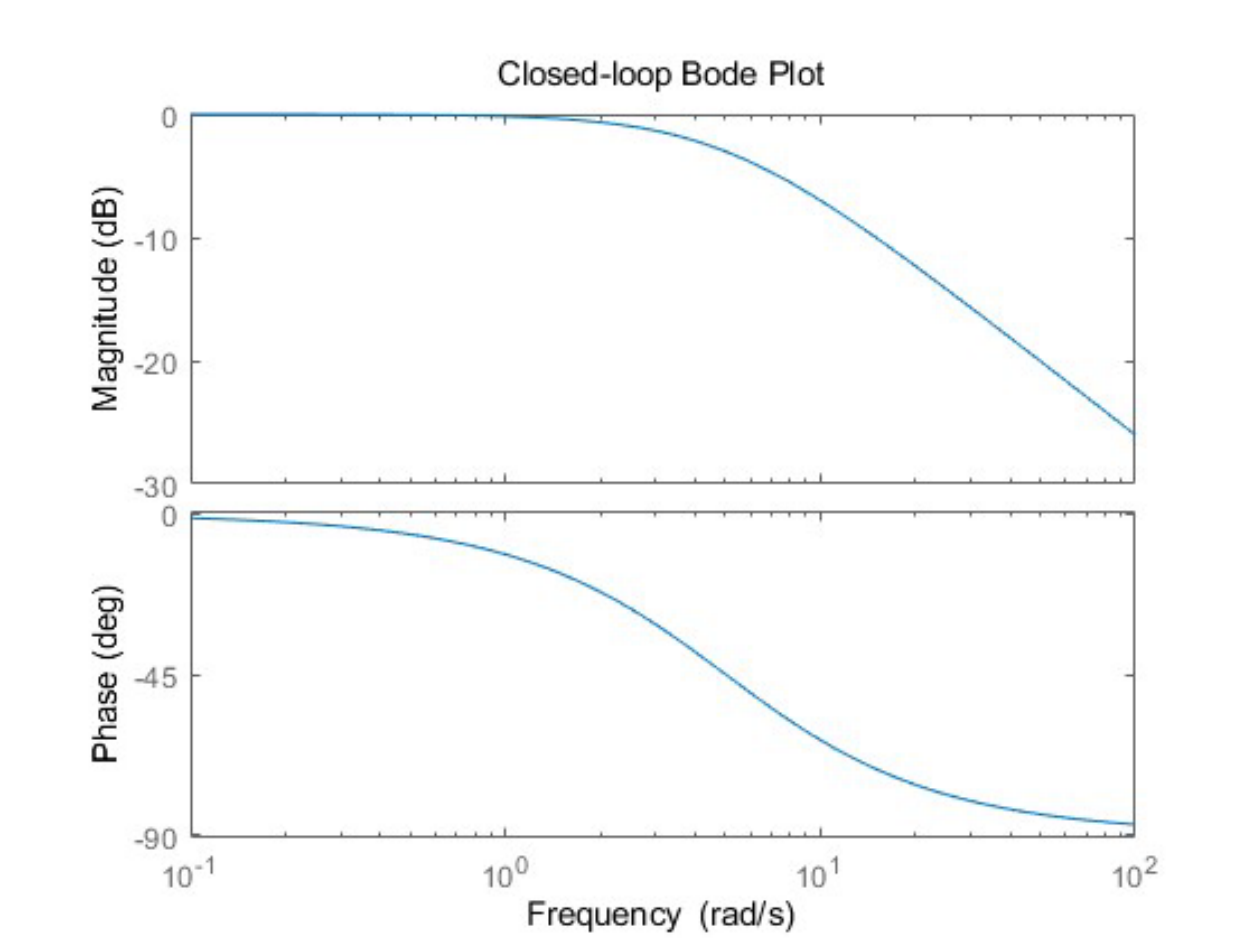 Closed-loop Bode Plot
0
-10
-20
-30
Magnitude (dB)
0
-45
-90
Phase (deg)
10^-1 10^0 10^1 10^2
Frequency (rad/s)